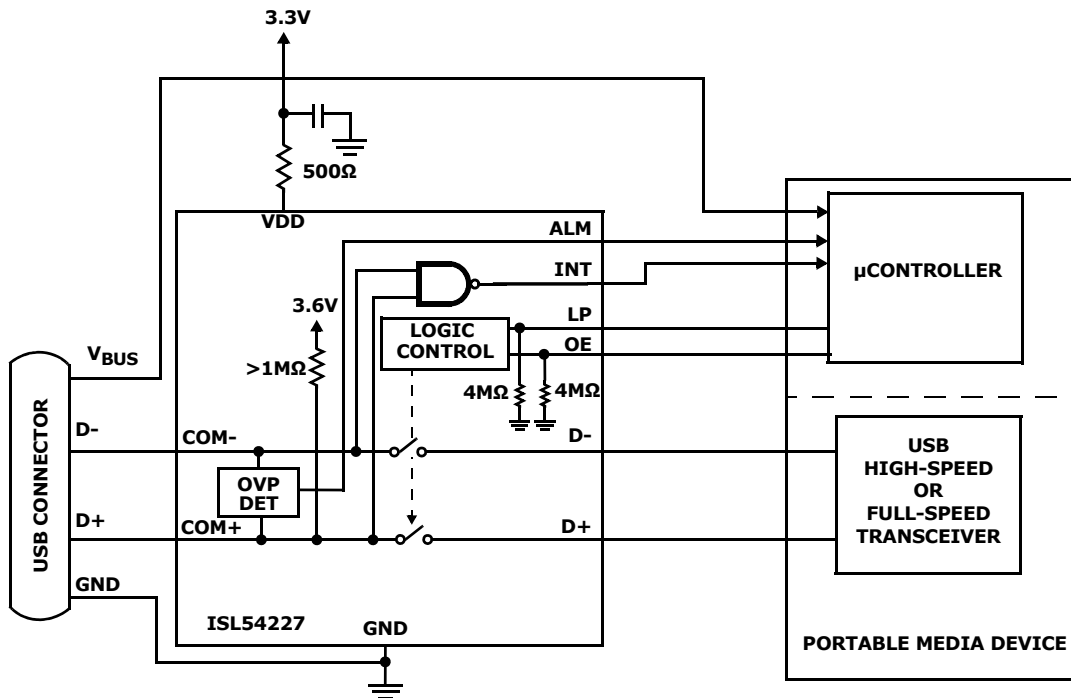 3.3V
500Ω
VDD
ALM
INT
µCONTROLLER
3.6V
LP
LOGIC
CONTROL
OE
VBUS
>1MΩ
4MΩ
4MΩ
USB CONNECTOR
D-
COM-
D-
USB
HIGH-SPEED
OR
FULL-SPEED
TRANSCEIVER
OVP
DET
D+
COM+
D+
GND
ISL54227
GND
PORTABLE MEDIA DEVICE